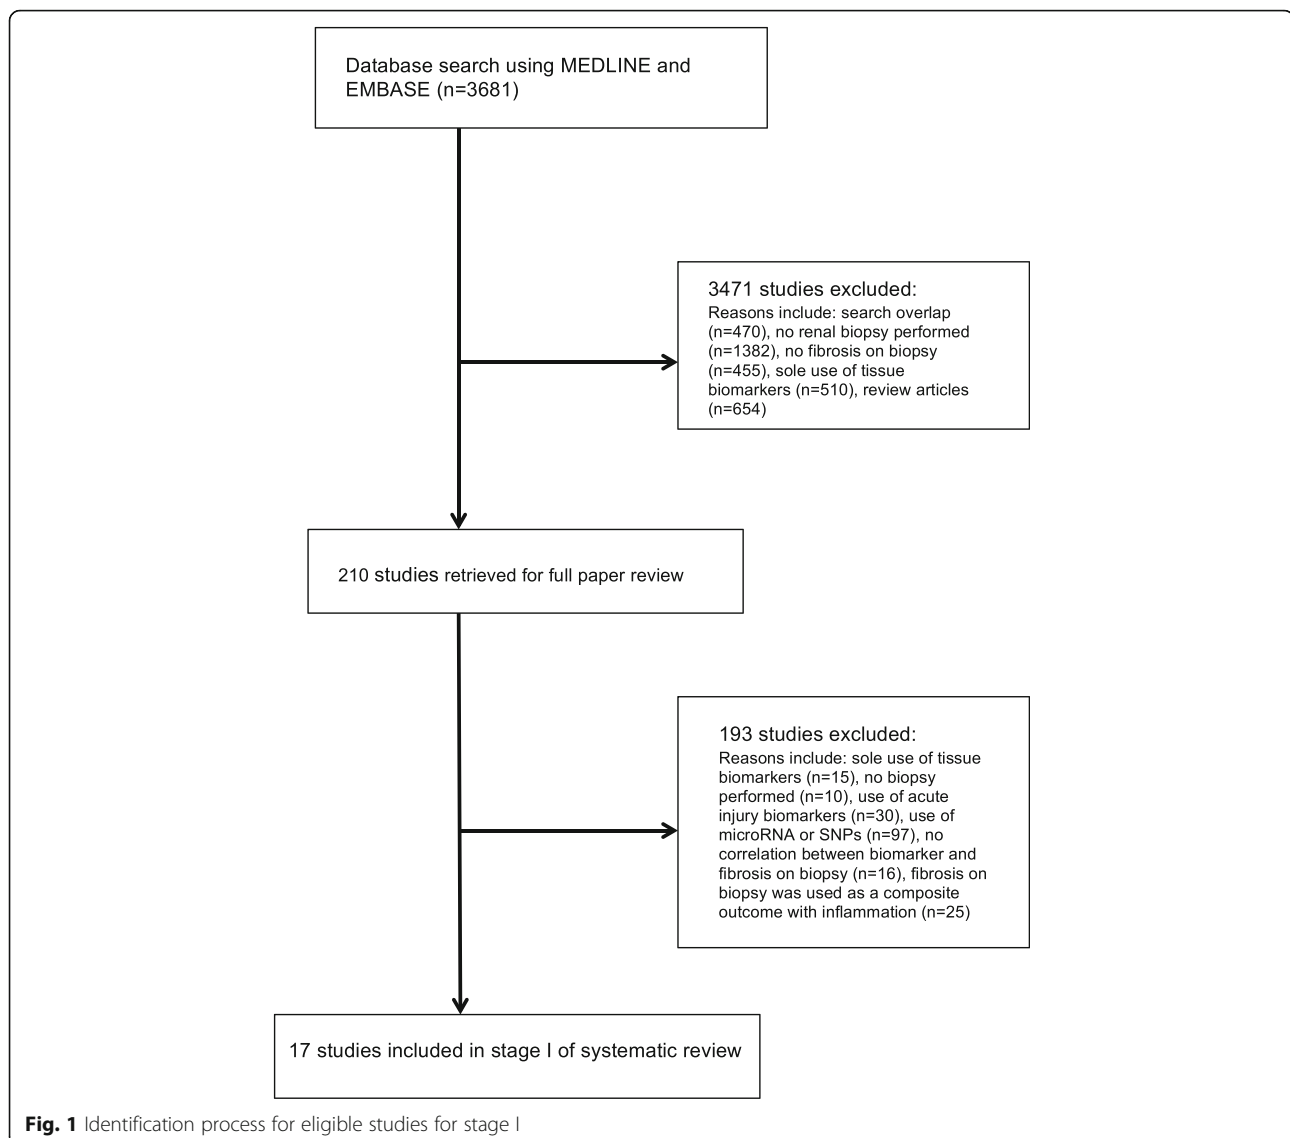 Database search using MEDLINE and
EMBASE (n=3681)
3471 studies excluded:
Reasons include: search overlap
(n=470), no renal biopsy performed
(n=1382), no fibrosis on biopsy
(n=455), sole use of tissue
biomarkers (n=510), review articles
(n=654)
210 studies retrieved for full paper review
193 studies excluded:
Reasons include: sole use of tissue
biomarkers (n=15), no biopsy
performed (n=10), use of acute
injury biomarkers (n=30), use of
microRNA or SNPs (n=97), no
correlation between biomarker and
fibrosis on biopsy (n=16), fibrosis on
biopsy was used as a composite
outcome with inflammation (n=25)
17 studies included in stage I of systematic review
Fig. 1 Identification process for eligible studies for stage I